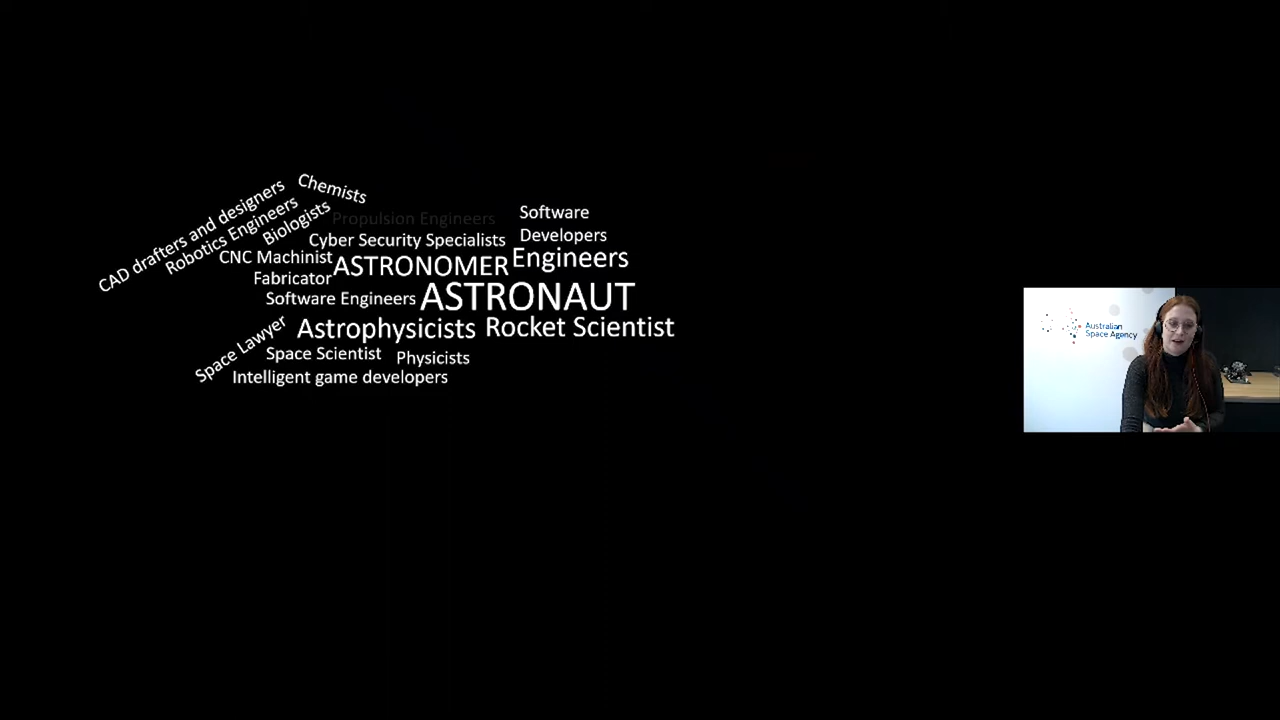 Chemists
CAD drafters and designers
Robotics Engineers
Biologists
Propulsion Engineers
Software
Developers
Cyber Security Specialists
CNC Machinist
ASTRONOMER
Engineers
Fabricator
Software Engineers
ASTRONAUT
Astrophysicists
Rocket Scientist
Space Lawyer
Space Scientist
Physicists
Intelligent game developers
Australian
Space Agency